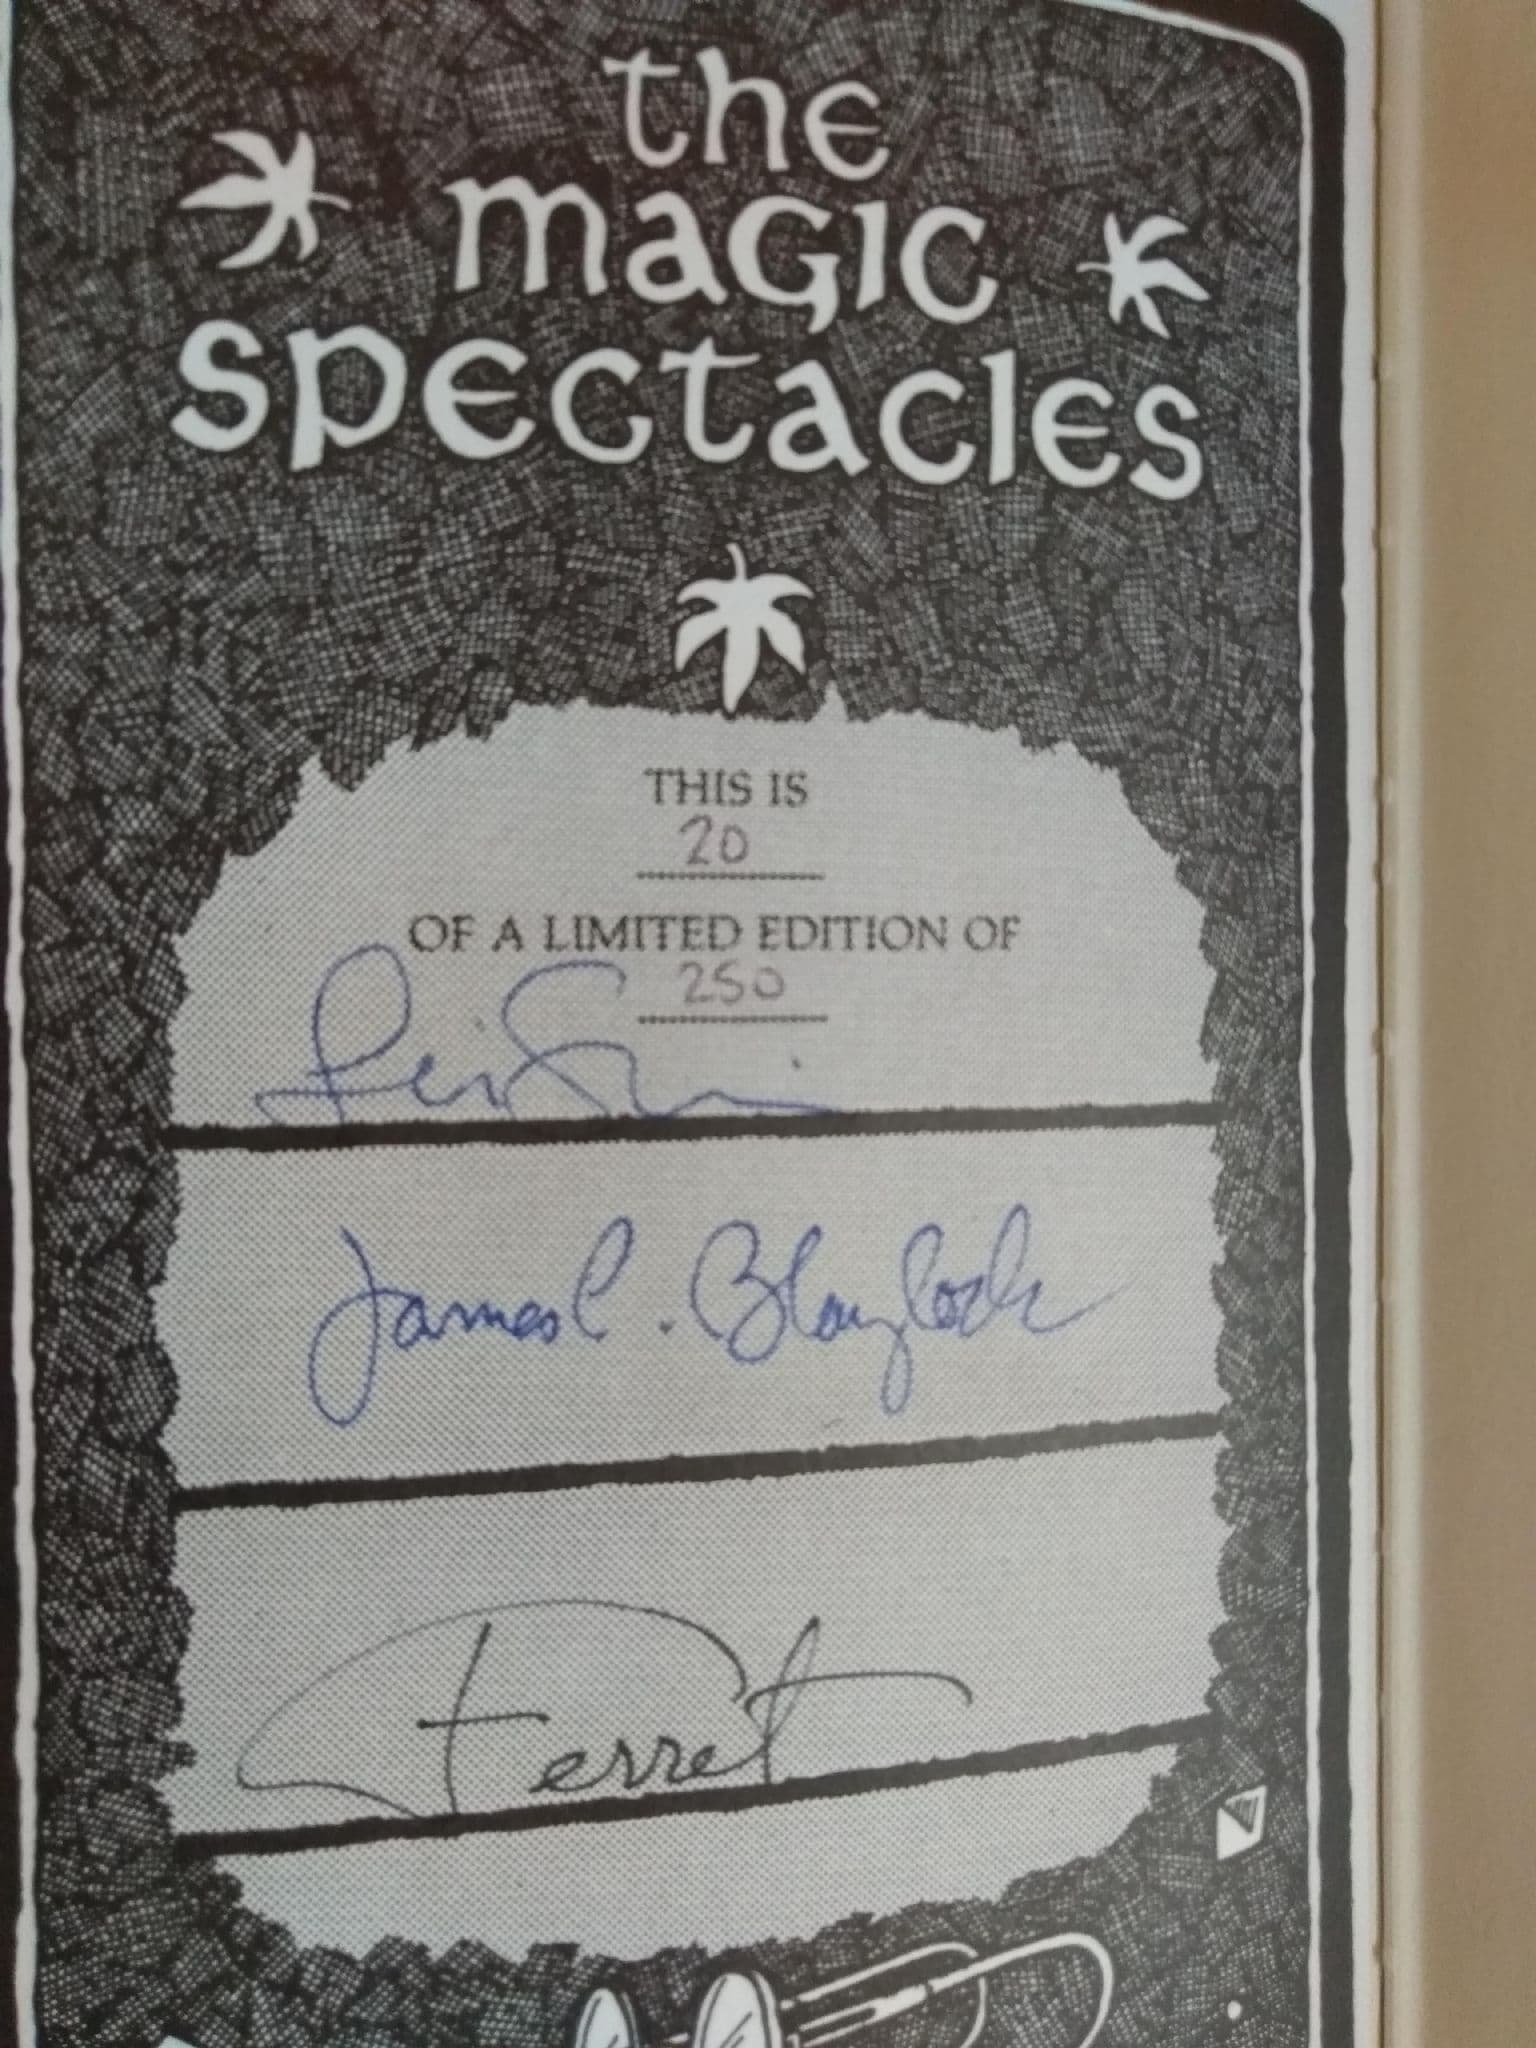 the
magic
spectacles
THIS IS
20
OF A LIMITED EDITION OF
250
James P. Blaylock
Ferret